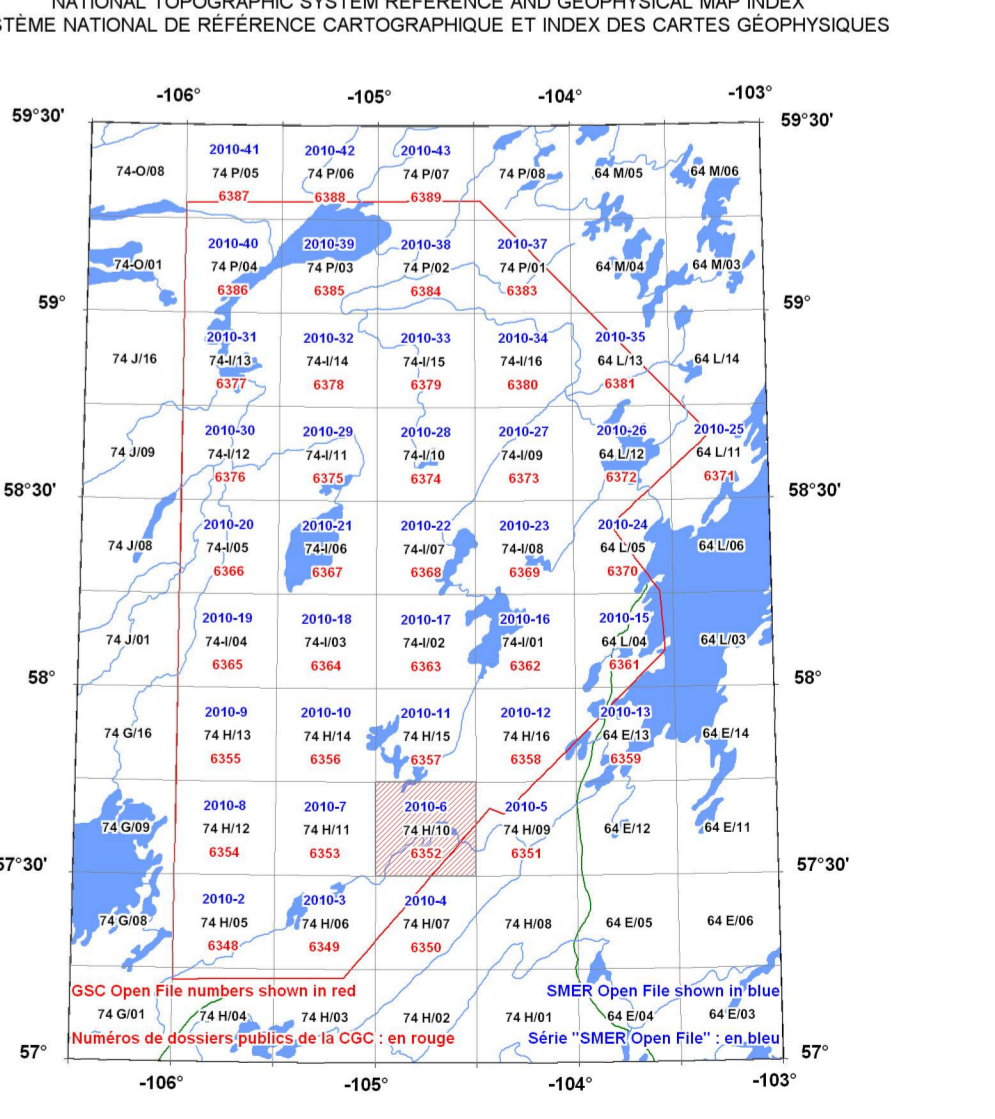 NATIONAL TOPOGRAPHIC SYSTEM REFERENCE AND GEOPHYSICAL MAP INDEX
STÈME NATIONAL DE RÉFÉRENCE CARTOGRAPHIQUE ET INDEX DES CARTES GÉOPHYSIQUES
-106° -105° -104° -103°
59°30' 59°30'
2010-41 2010-42 2010-43
74-O/08 74 P/05 74 P/06 74 P/07 74 P/08 64 M/05 64 M/06
6387 6388 6389
2010-40 2010-39 2010-38 2010-37
74-O/01 74 P/04 74 P/03 74 P/02 74 P/01 64 M/04 64 M/03
6386 6385 6384 6383
59° 59°
2010-31 2010-32 2010-33 2010-34 2010-35
74 J/16 74-I/13 74-I/14 74-I/15 74-I/16 64 L/13 64 L/14
6377 6378 6379 6380 6381
2010-30 2010-29 2010-28 2010-27 2010-26 2010-25
74 J/09 74-I/12 74-I/11 74-I/10 74-I/09 64 L/12 64 L/11
6376 6375 6374 6373 6372 6371
58°30' 58°30'
2010-20 2010-21 2010-22 2010-23 2010-24
74 J/08 74-I/05 74-I/06 74-I/07 74-I/08 64 L/05 64 L/06
6366 6367 6368 6369 6370
2010-19 2010-18 2010-17 2010-16 2010-15
74 J/01 74-I/04 74-I/03 74-I/02 74-I/01 64 L/04 64 L/03
6365 6364 6363 6362 6361
58° 58°
2010-9 2010-10 2010-11 2010-12 2010-13
74 G/16 74 H/13 74 H/14 74 H/15 74 H/16 64 E/13 64 E/14
6355 6356 6357 6358 6359
2010-8 2010-7 2010-6 2010-5
74 G/09 74 H/12 74 H/11 74 H/10 74 H/09 64 E/12 64 E/11
6354 6353 6352 6351
57°30' 57°30'
2010-2 2010-3 2010-4
74 G/08 74 H/05 74 H/06 74 H/07 74 H/08 64 E/05 64 E/06
6348 6349 6350
GSC Open File numbers shown in red SMER Open File shown in blue
74 G/01 74 H/04 74 H/03 74 H/02 74 H/01 64 E/04 64 E/03
Numéros de dossiers publics de la CGC : en rouge Série "SMER Open File" : en bleu
57° 57°
-106° -105° -104° -103°